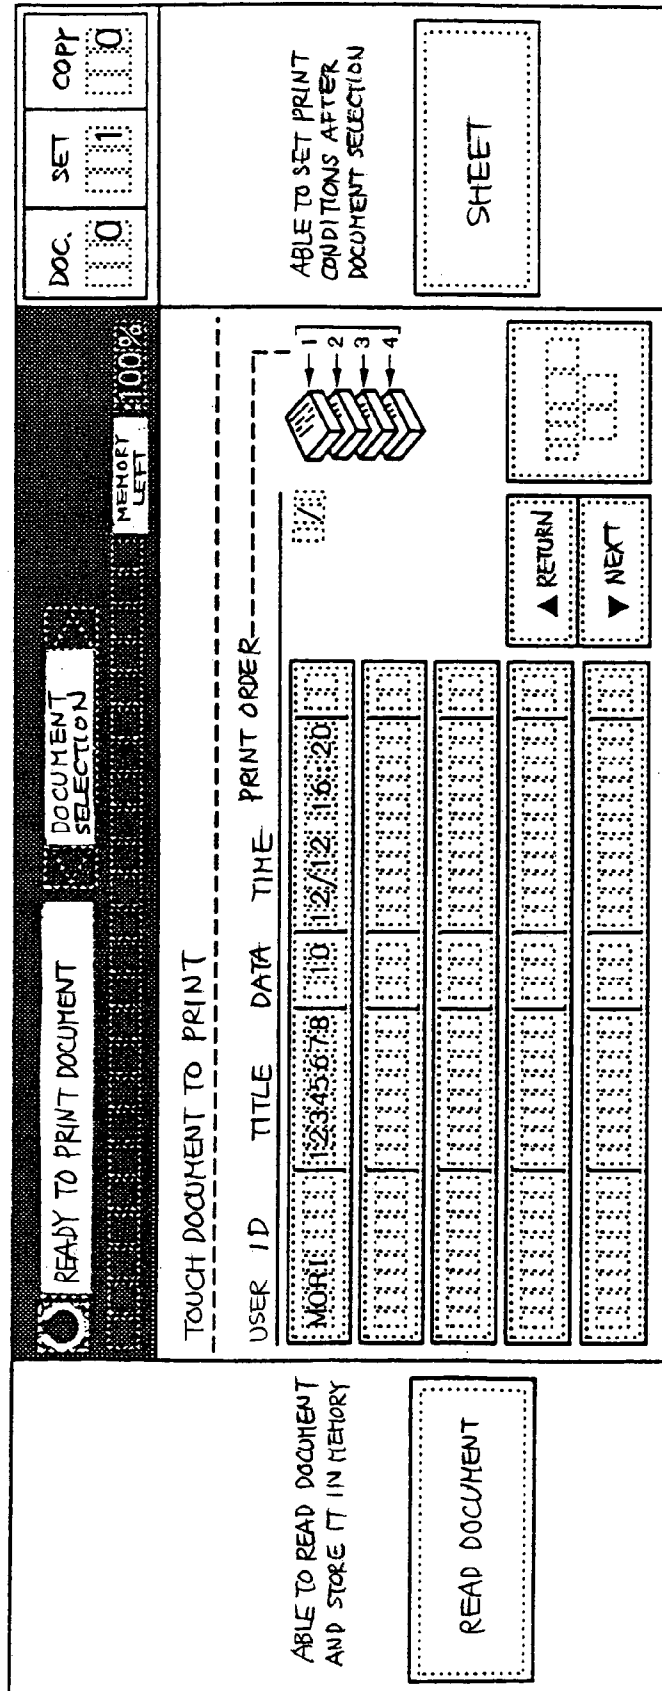 READY TO PRINT DOCUMENT
DOCUMENT
SELECTION
MEMORY
LEFT
100%
DOC. SET COPY
0 1 0
ABLE TO READ DOCUMENT
AND STORE IT IN MEMORY
READ DOCUMENT
TOUCH DOCUMENT TO PRINT
USER ID TITLE DATA TIME PRINT ORDER
MORI 12345678 10 12/12 16:20
/
1
2
3
4
▲ RETURN
▼ NEXT
ABLE TO SET PRINT
CONDITIONS AFTER
DOCUMENT SELECTION
SHEET